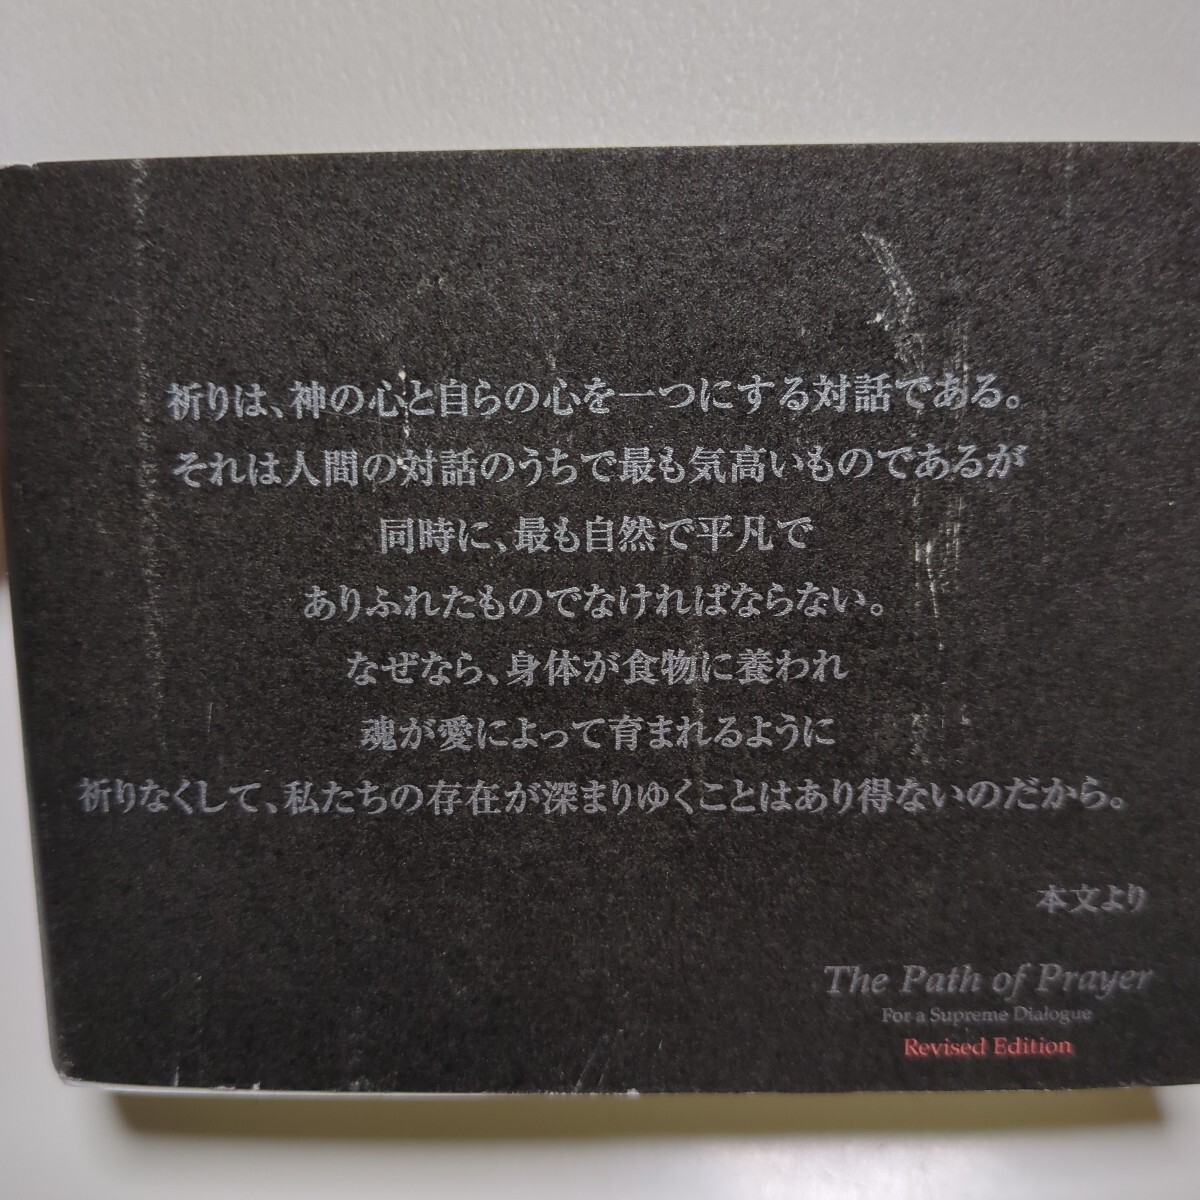 祈りは、神の心と自らの心を一つにする対話である。
それは人間の対話のうちで最も気高いものであるが
同時に、最も自然で平凡で
ありふれたものでなければならない。
なぜなら、身体が食物に養われ
魂が愛によって育まれるように
祈りなくして、私たちの存在が深まりゆくことはあり得ないのだから。
本文より
The Path of Prayer
For a Supreme Dialogue
Revised Edition